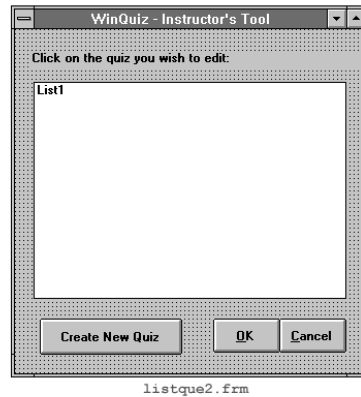 WinQuiz - Instructor's Tool
Click on the quiz you wish to edit:
List1
Create New Quiz
OK
Cancel
listque2.frm